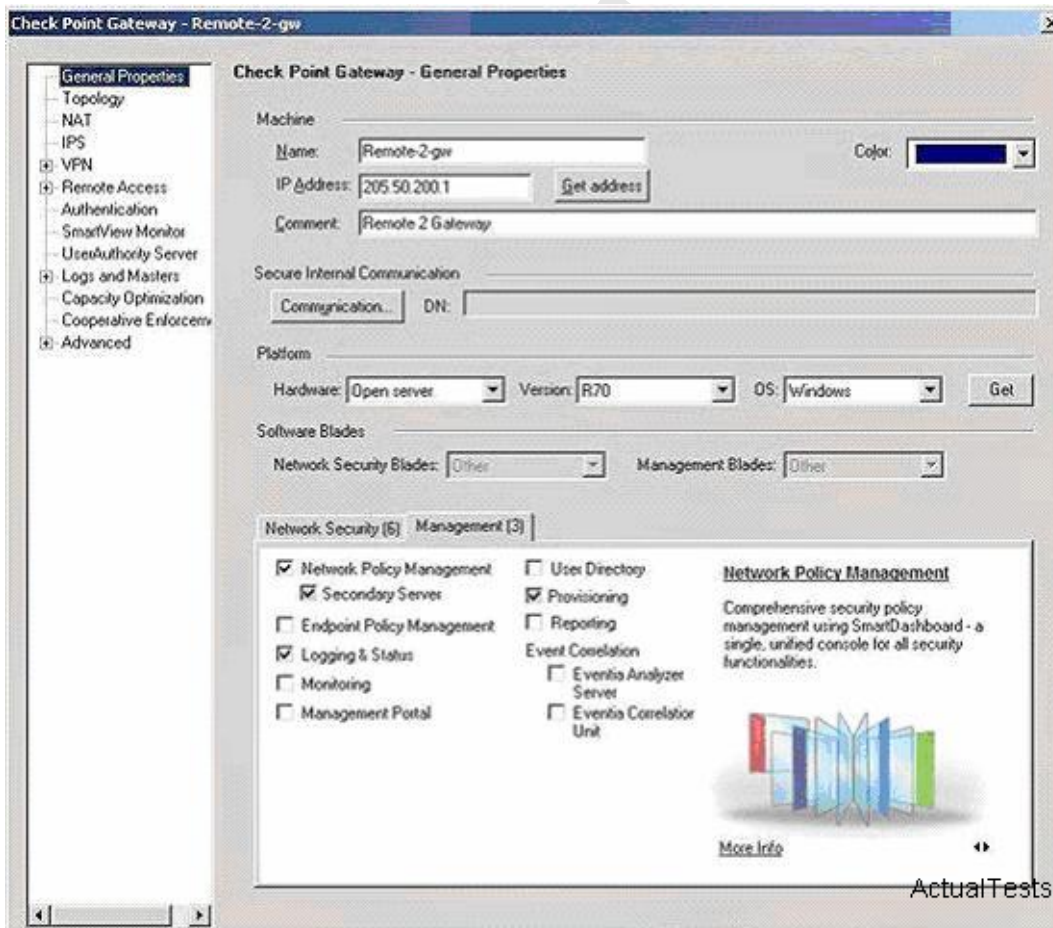 Check Point Gateway - Remote-2-gw
General Properties
Topology
NAT
IPS
VPN
Remote Access
Authentication
SmartView Monitor
UserAuthority Server
Logs and Masters
Capacity Optimization
Cooperative Enforceme
Advanced
Check Point Gateway - General Properties
Machine
Name: Remote-2-gw
Color:
IP Address: 205.50.200.1 Get address
Comment: Remote 2 Gateway
Secure Internal Communication
Communication... DN:
Platform
Hardware: Open server Version: R70 OS: Windows Get
Software Blades
Network Security Blades: Other Management Blades: Other
Network Security (6) Management (3)
Network Policy Management
Secondary Server
Endpoint Policy Management
Logging & Status
Monitoring
Management Portal
User Directory
Provisioning
Reporting
Event Correlation
Eventia Analyzer
Server
Eventia Correlation
Unit
Network Policy Management
Comprehensive security policy
management using SmartDashboard - a
single, unified console for all security
functionalities.
More Info
ActualTests